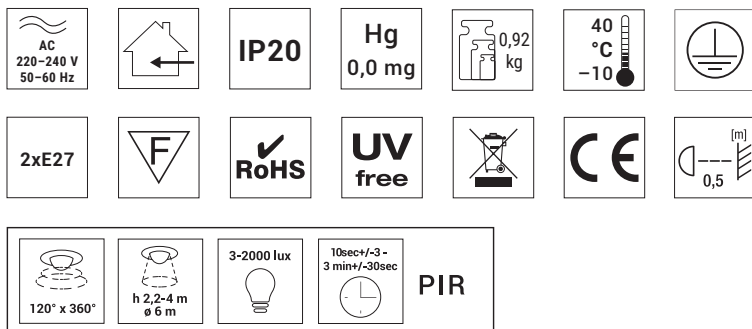 AC
220–240 V
50–60 Hz
IP20
Hg
0,0 mg
0,92
kg
40
°C
–10
2xE27
F
RoHS
UV
free
CE
[m]
0,5
120° x 360°
h 2,2-4 m
ø 6 m
3-2000 lux
10sec+/-3 -
3 min+/-30sec
PIR